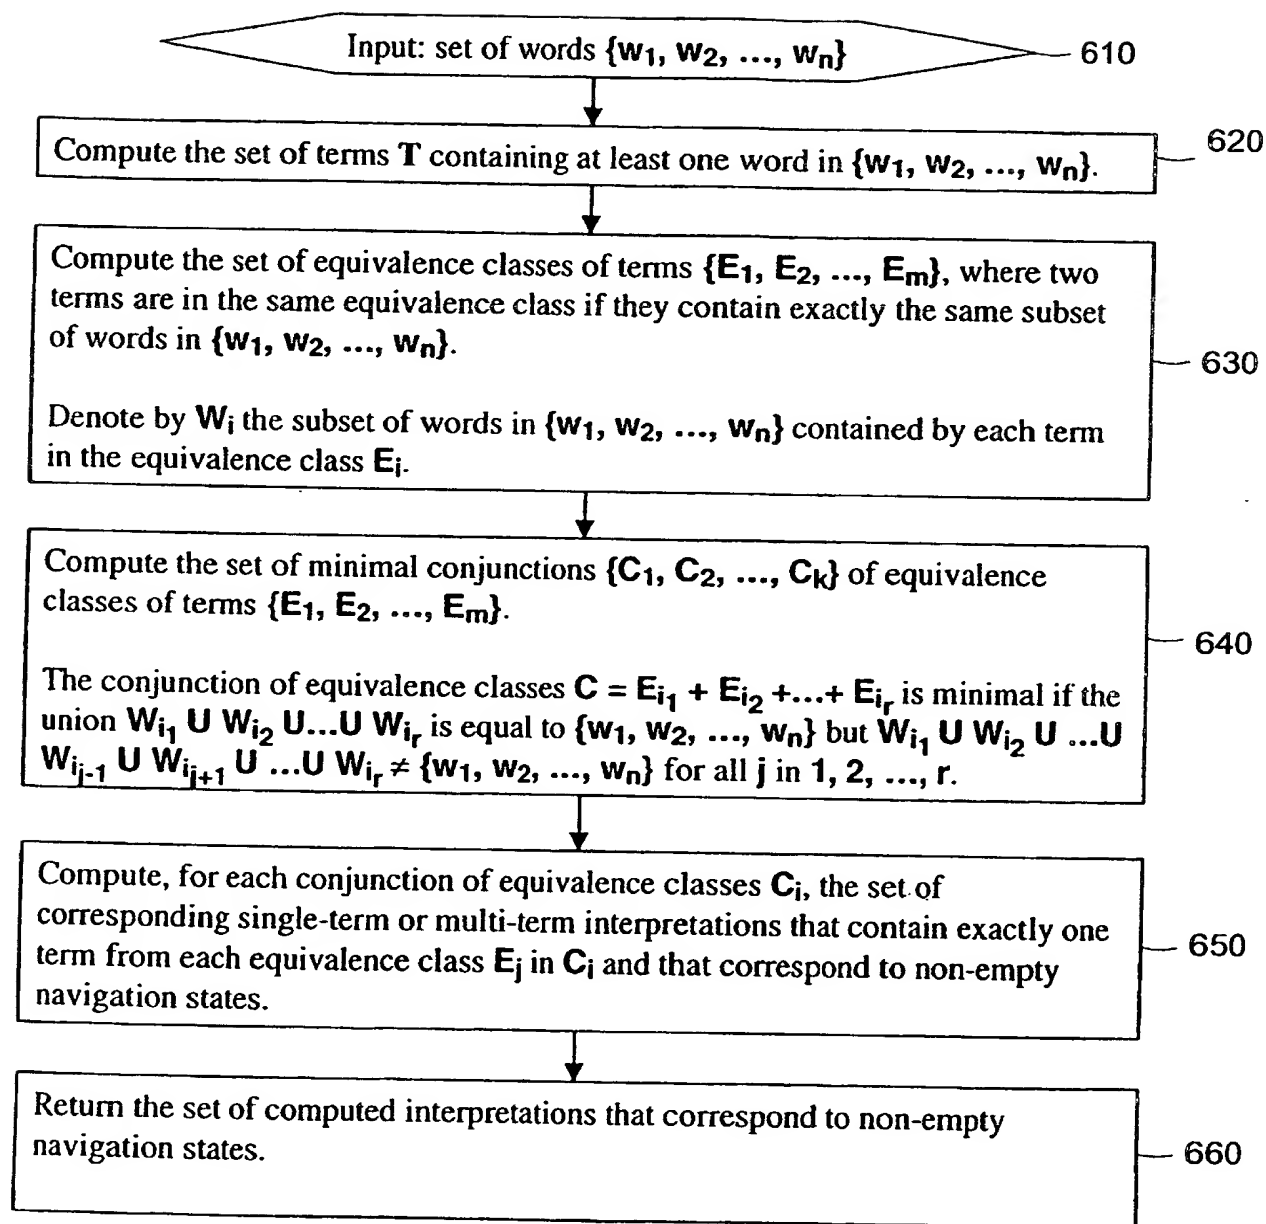 Input: set of words {w1, w2, ..., wn}
610
Compute the set of terms T containing at least one word in {w1, w2, ..., wn}.
620
Compute the set of equivalence classes of terms {E1, E2, ..., Em}, where two
terms are in the same equivalence class if they contain exactly the same subset
of words in {w1, w2, ..., wn}.
Denote by Wi the subset of words in {w1, w2, ..., wn} contained by each term
in the equivalence class Ei.
630
Compute the set of minimal conjunctions {C1, C2, ..., Ck} of equivalence
classes of terms {E1, E2, ..., Em}.
The conjunction of equivalence classes C = Ei1 + Ei2 +...+ Eir is minimal if the
union Wi1 U Wi2 U...U Wir is equal to {w1, w2, ..., wn} but Wi1 U Wi2 U ...U
Wij-1 U Wij+1 U ...U Wir ≠ {w1, w2, ..., wn} for all j in 1, 2, ..., r.
640
Compute, for each conjunction of equivalence classes Ci, the set of
corresponding single-term or multi-term interpretations that contain exactly one
term from each equivalence class Ej in Ci and that correspond to non-empty
navigation states.
650
Return the set of computed interpretations that correspond to non-empty
navigation states.
660